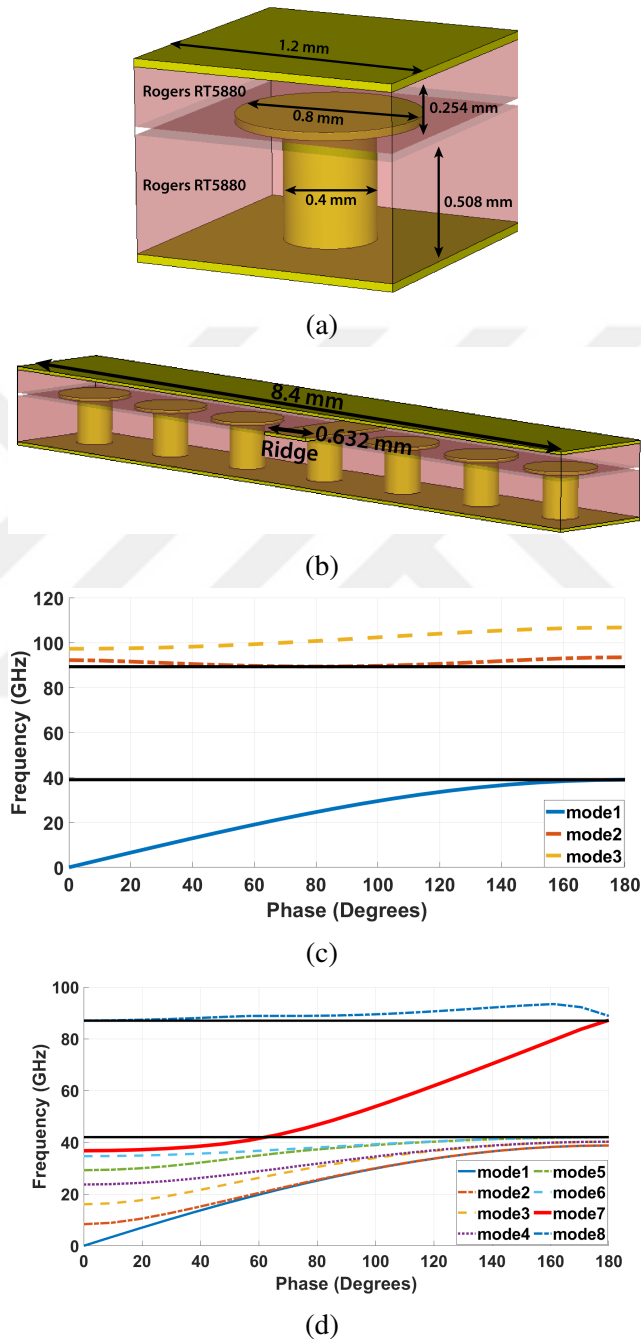 1.2 mm
Rogers RT5880
0.254 mm
0.8 mm
Rogers RT5880
0.508 mm
0.4 mm
(a)
8.4 mm
0.632 mm
Ridge
(b)
120
100
80
60
40
20
0
Frequency (GHz)
mode1
mode2
mode3
0 20 40 60 80 100 120 140 160 180
Phase (Degrees)
(c)
100
80
60
40
20
0
Frequency (GHz)
mode1 mode5
mode2 mode6
mode3 mode7
mode4 mode8
0 20 40 60 80 100 120 140 160 180
Phase (Degrees)
(d)